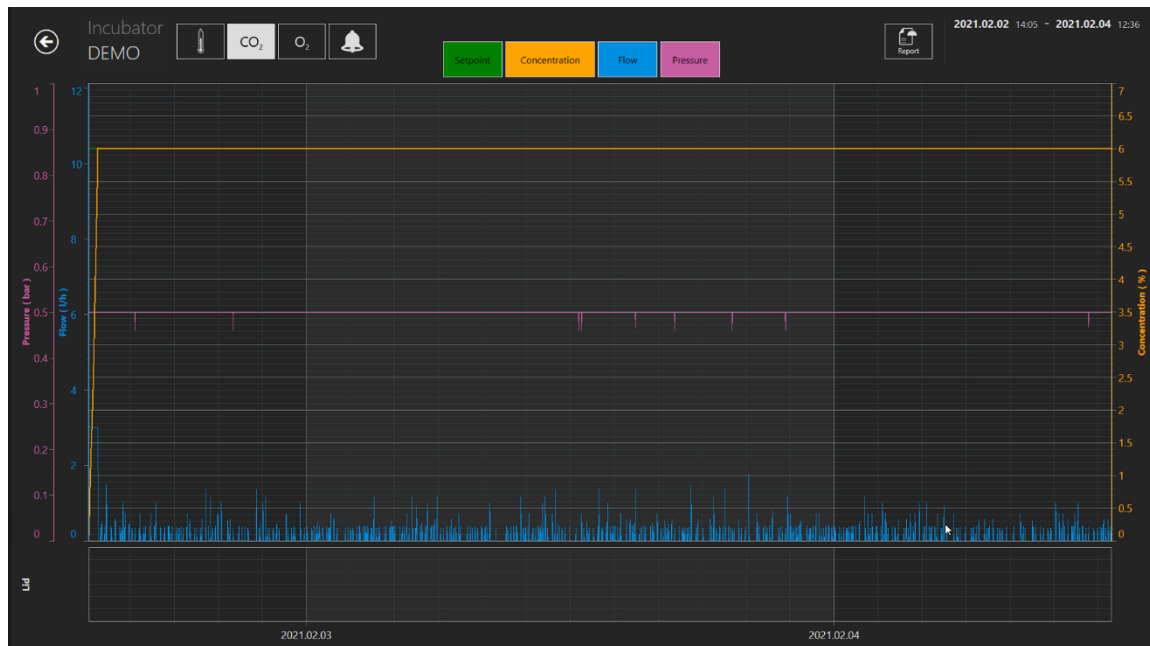 Incubator
DEMO
CO₂
O₂
Setpoint
Concentration
Flow
Pressure
Report
2021.02.02 14:05 - 2021.02.04 12:36
Pressure ( bar )
1
0.9
0.8
0.7
0.6
0.5
0.4
0.3
0.2
0.1
0
Flow ( l/h )
12
10
8
6
4
2
0
7
6.5
6
5.5
5
4.5
4
3.5
3
2.5
2
1.5
1
0.5
0
Concentration ( % )
Lid
2021.02.03
2021.02.04